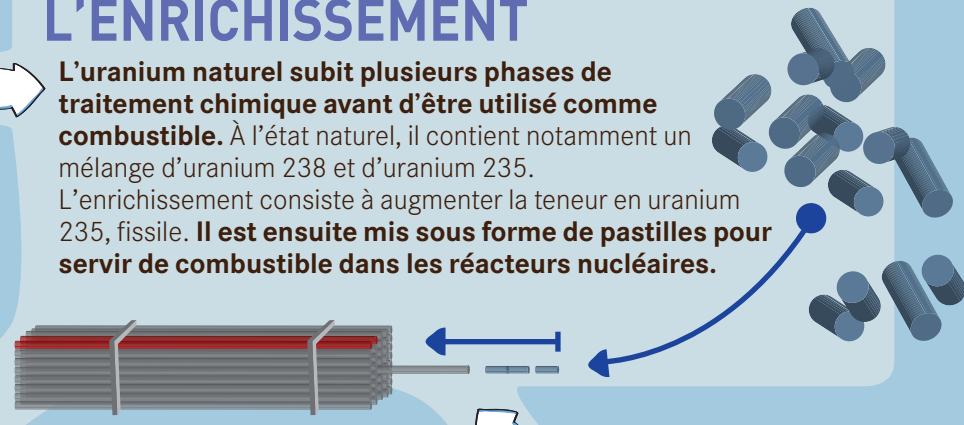 L'ENRICHISSEMENT
L'uranium naturel subit plusieurs phases de
traitement chimique avant d'être utilisé comme
combustible. À l'état naturel, il contient notamment un
mélange d'uranium 238 et d'uranium 235.
L'enrichissement consiste à augmenter la teneur en uranium
235, fissile. Il est ensuite mis sous forme de pastilles pour
servir de combustible dans les réacteurs nucléaires.